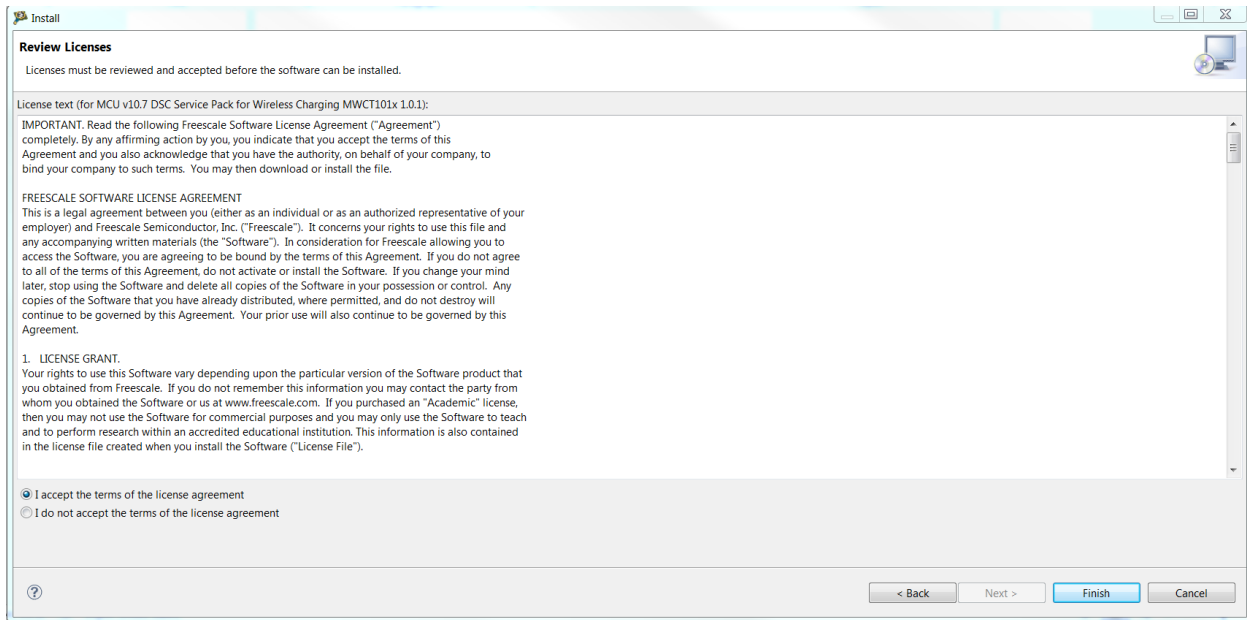 Install
Review Licenses
Licenses must be reviewed and accepted before the software can be installed.
License text (for MCU v10.7 DSC Service Pack for Wireless Charging MWCT101x 1.0.1):
IMPORTANT. Read the following Freescale Software License Agreement ("Agreement")
completely. By any affirming action by you, you indicate that you accept the terms of this
Agreement and you also acknowledge that you have the authority, on behalf of your company, to
bind your company to such terms.  You may then download or install the file.
FREESCALE SOFTWARE LICENSE AGREEMENT
This is a legal agreement between you (either as an individual or as an authorized representative of your
employer) and Freescale Semiconductor, Inc. ("Freescale").  It concerns your rights to use this file and
any accompanying written materials (the "Software").  In consideration for Freescale allowing you to
access the Software, you are agreeing to be bound by the terms of this Agreement.  If you do not agree
to all of the terms of this Agreement, do not activate or install the Software.  If you change your mind
later, stop using the Software and delete all copies of the Software in your possession or control.  Any
copies of the Software that you have already distributed, where permitted, and do not destroy will
continue to be governed by this Agreement.  Your prior use will also continue to be governed by this
Agreement.
1.   LICENSE GRANT.
Your rights to use this Software vary depending upon the particular version of the Software product that
you obtained from Freescale.  If you do not remember this information you may contact the party from
whom you obtained the Software or us at www.freescale.com.  If you purchased an "Academic" license,
then you may not use the Software for commercial purposes and you may only use the Software to teach
and to perform research within an accredited educational institution. This information is also contained
in the license file created when you install the Software ("License File").
I accept the terms of the license agreement
I do not accept the terms of the license agreement
?
< Back Next > Finish Cancel